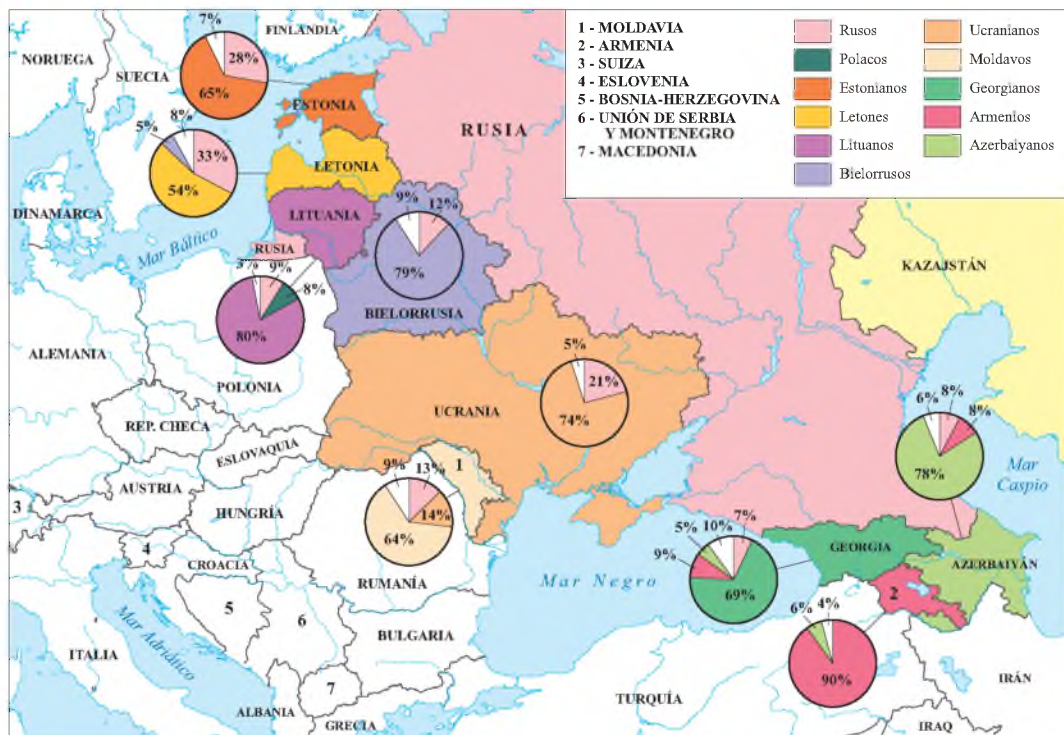 1 - MOLDAVIA
2 - ARMENIA
3 - SUIZA
4 - ESLOVENIA
5 - BOSNIA-HERZEGOVINA
6 - UNIÓN DE SERBIA
Y MONTENEGRO
7 - MACEDONIA
Rusos
Polacos
Estonianos
Letones
Lituanos
Bielorrusos
Ucranianos
Moldavos
Georgianos
Armenios
Azerbaiyanos
NORUEGA
SUECIA
FINLANDIA
7%
28%
65%
ESTONIA
RUSIA
8%
5%
33%
54%
LETONIA
DINAMARCA
Mar Báltico
LITUANIA
RUSIA
9%
12%
79%
BIELORRUSIA
9%
8%
80%
KAZAJSTÁN
ALEMANIA
POLONIA
5%
21%
74%
UCRANIA
REP. CHECA
ESLOVAQUIA
6%
8%
8%
78%
Mar
Caspio
AUSTRIA
HUNGRÍA
3
4
CROACIA
9%
13%
14%
64%
1
RUMANÍA
5
6
Mar Negro
5%
10%
7%
9%
69%
GEORGIA
AZERBAIYÁN
2
ITALIA
Mar Adriático
BULGARIA
7
ALBANIA
GRECIA
TURQUÍA
6%
4%
90%
IRÁN
IRAQ